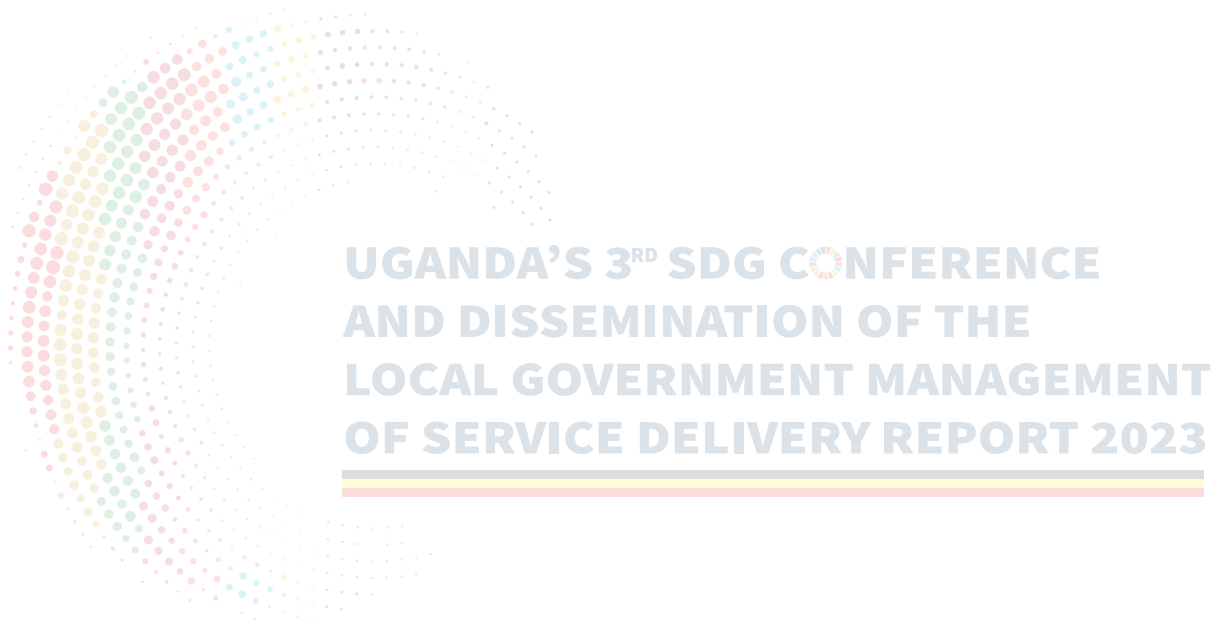 UGANDA’S 3RD SDG CONFERENCE
AND DISSEMINATION OF THE
LOCAL GOVERNMENT MANAGEMENT
OF SERVICE DELIVERY REPORT 2023